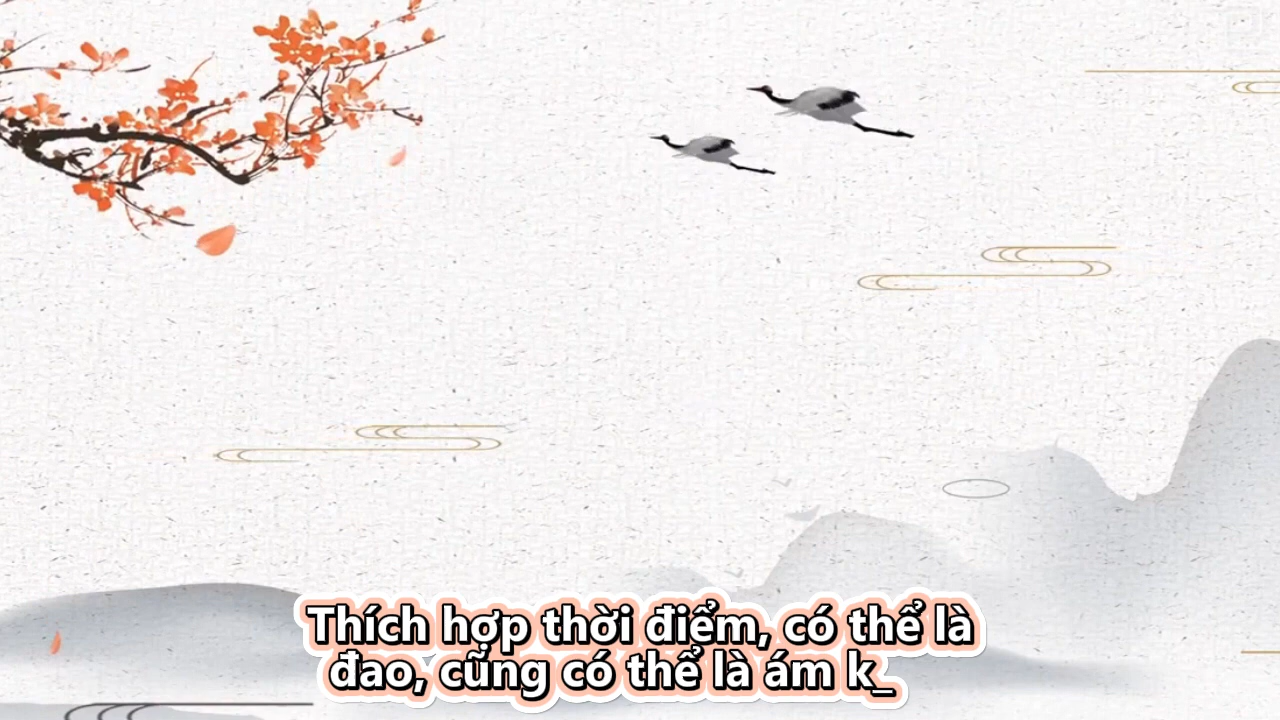 Thích hợp thời điểm, có thể là
đao, cũng có thể là ám k_